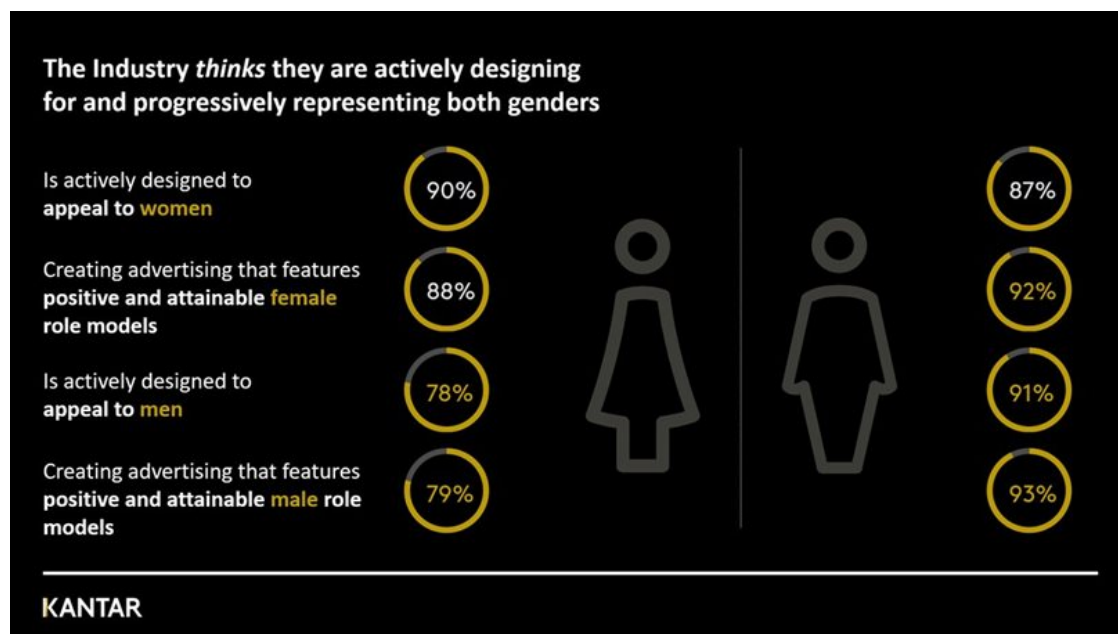 The Industry thinks they are actively designing
for and progressively representing both genders
Is actively designed to
appeal to women
90%
87%
Creating advertising that features
positive and attainable female
role models
88%
92%
Is actively designed to
appeal to men
78%
91%
Creating advertising that features
positive and attainable male role
models
79%
93%
KANTAR